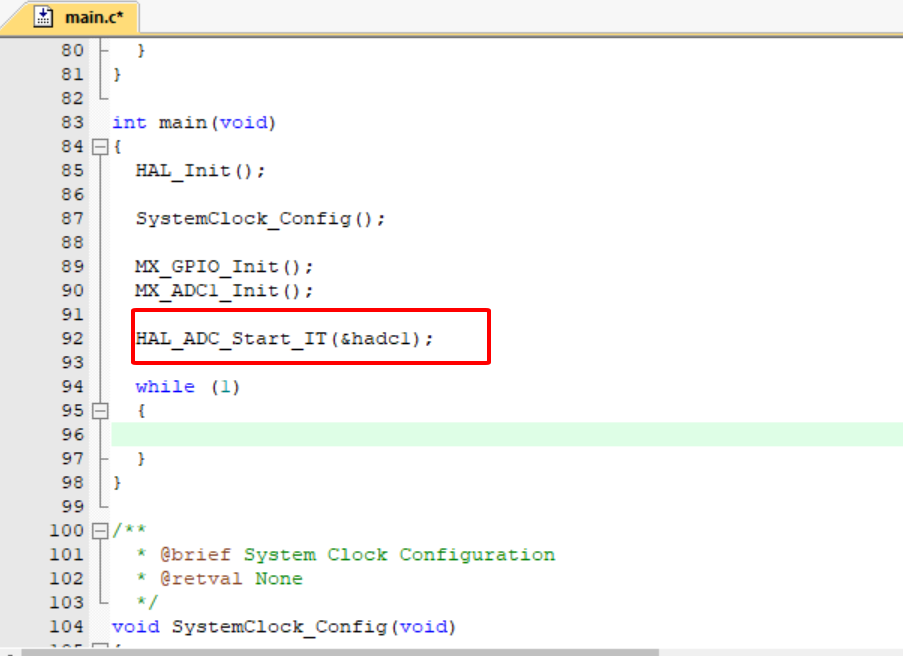 main.c*
80 }
81 }
82
83 int main(void)
84 {
85 HAL_Init();
86
87 SystemClock_Config();
88
89 MX_GPIO_Init();
90 MX_ADC1_Init();
91
92 HAL_ADC_Start_IT(&hadc1);
93
94 while (1)
95 {
96
97 }
98 }
99
100 /**
101 * @brief System Clock Configuration
102 * @retval None
103 */
104 void SystemClock_Config(void)